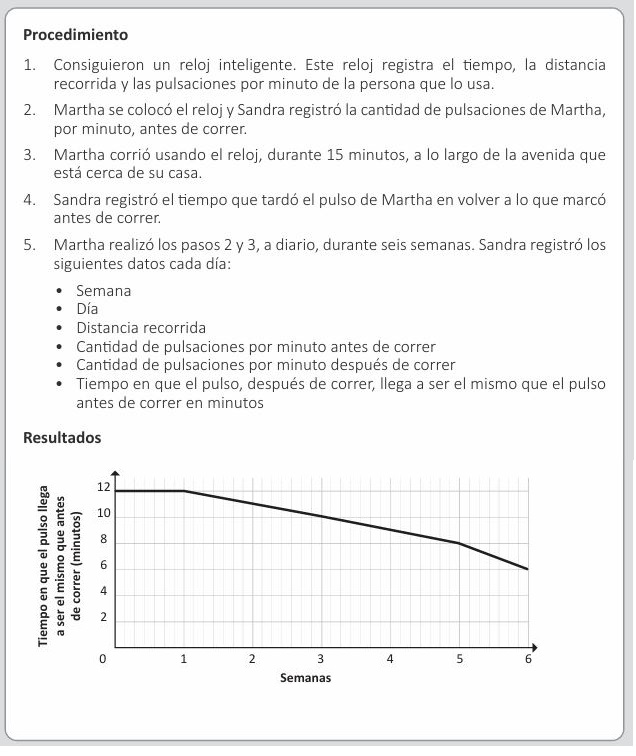 Procedimiento
1. Consiguieron un reloj inteligente. Este reloj registra el tiempo, la distancia
recorrida y las pulsaciones por minuto de la persona que lo usa.
2. Martha se colocó el reloj y Sandra registró la cantidad de pulsaciones de Martha,
por minuto, antes de correr.
3. Martha corrió usando el reloj, durante 15 minutos, a lo largo de la avenida que
está cerca de su casa.
4. Sandra registró el tiempo que tardó el pulso de Martha en volver a lo que marcó
antes de correr.
5. Martha realizó los pasos 2 y 3, a diario, durante seis semanas. Sandra registró los
siguientes datos cada día:
• Semana
• Día
• Distancia recorrida
• Cantidad de pulsaciones por minuto antes de correr
• Cantidad de pulsaciones por minuto después de correr
• Tiempo en que el pulso, después de correr, llega a ser el mismo que el pulso
antes de correr en minutos
Resultados
Tiempo en que el pulso llega
a ser el mismo que antes
de correr (minutos)
12
10
8
6
4
2
0 1 2 3 4 5 6
Semanas